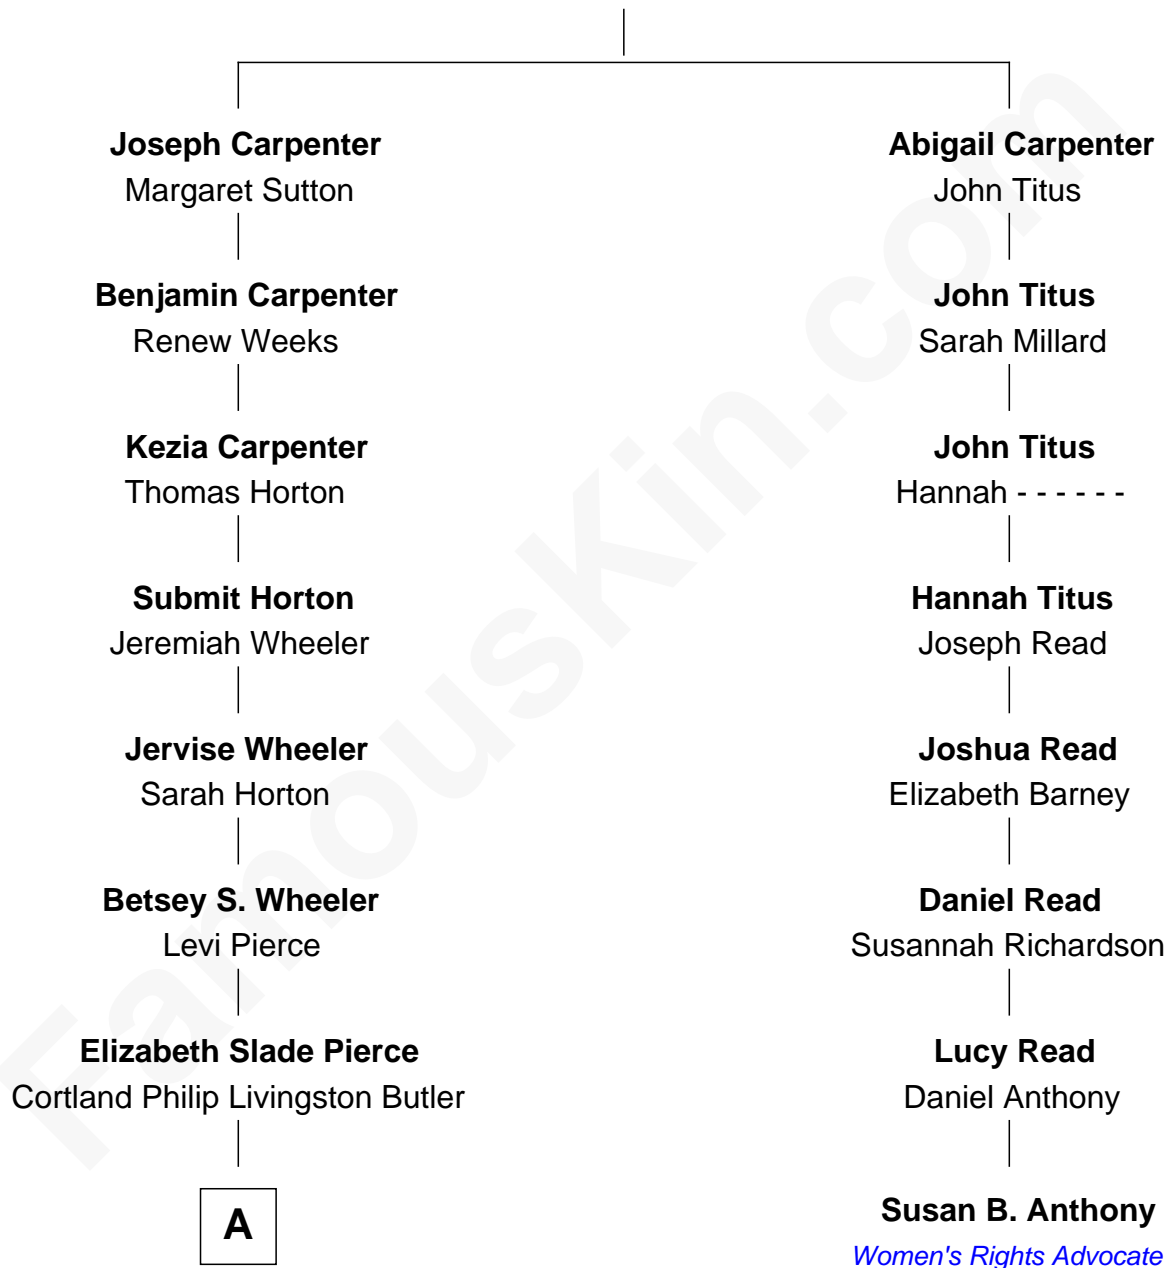 Joseph Carpenter
Margaret Sutton
Benjamin Carpenter
Renew Weeks
Kezia Carpenter
Thomas Horton
Submit Horton
Jeremiah Wheeler
Jervise Wheeler
Sarah Horton
Betsey S. Wheeler
Levi Pierce
Elizabeth Slade Pierce
Cortland Philip Livingston Butler
A
Abigail Carpenter
John Titus
John Titus
Sarah Millard
John Titus
Hannah - - - - - -
Hannah Titus
Joseph Read
Joshua Read
Elizabeth Barney
Daniel Read
Susannah Richardson
Lucy Read
Daniel Anthony
Susan B. Anthony
Women's Rights Advocate
FamousKin.com